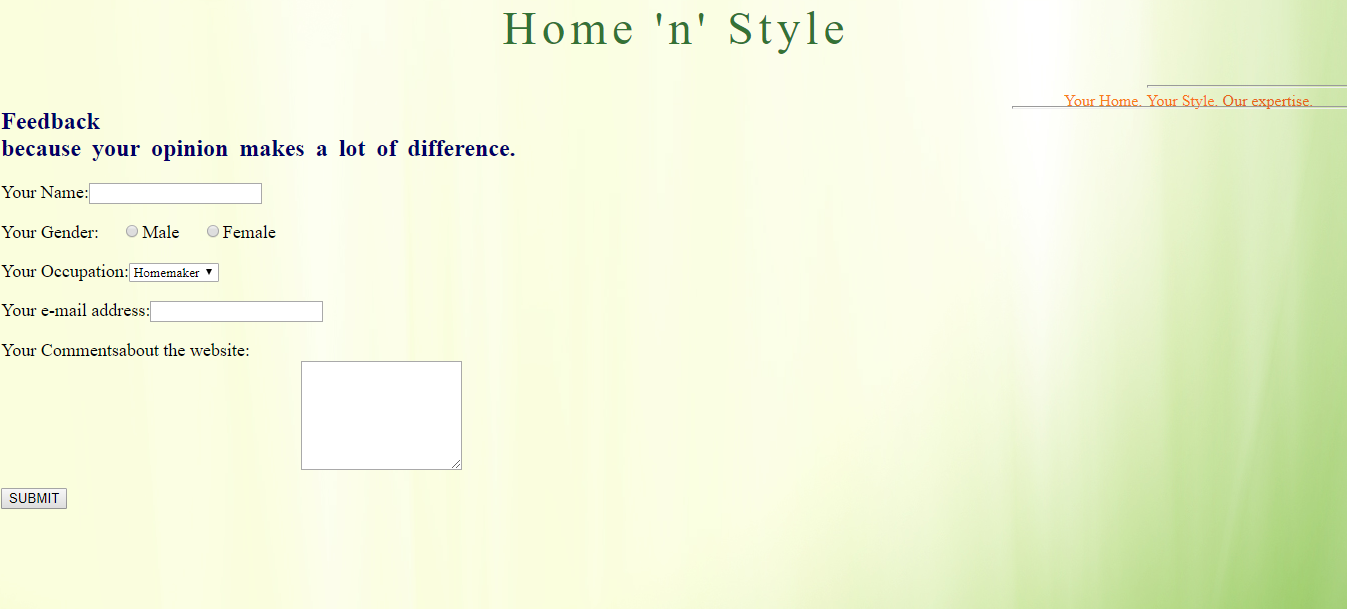 Home 'n' Style
Your Home. Your Style. Our expertise.
Feedback
because your opinion makes a lot of difference.
Your Name:
Your Gender: Male Female
Your Occupation: Homemaker
Your e-mail address:
Your Commentsabout the website:
SUBMIT